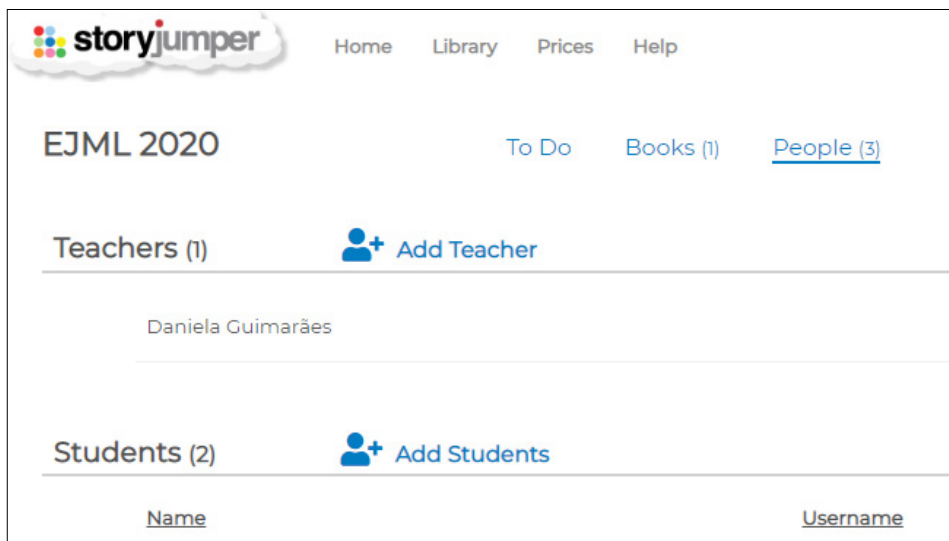 storyjumper Home Library Prices Help
EJML 2020 To Do Books (1) People (3)
Teachers (1) Add Teacher
Daniela Guimarães
Students (2) Add Students
Name Username